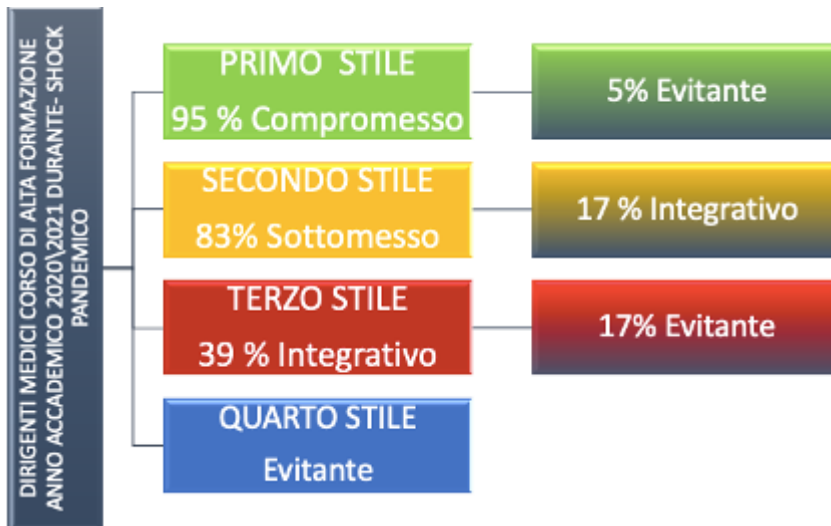 DIRIGENTI MEDICI CORSO DI ALTA FORMAZIONE
ANNO ACCADEMICO 2020\2021 DURANTE- SHOCK
PANDEMICO
PRIMO STILE
95 % Compromesso
5% Evitante
SECONDO STILE
83% Sottomesso
17 % Integrativo
TERZO STILE
39 % Integrativo
17% Evitante
QUARTO STILE
Evitante